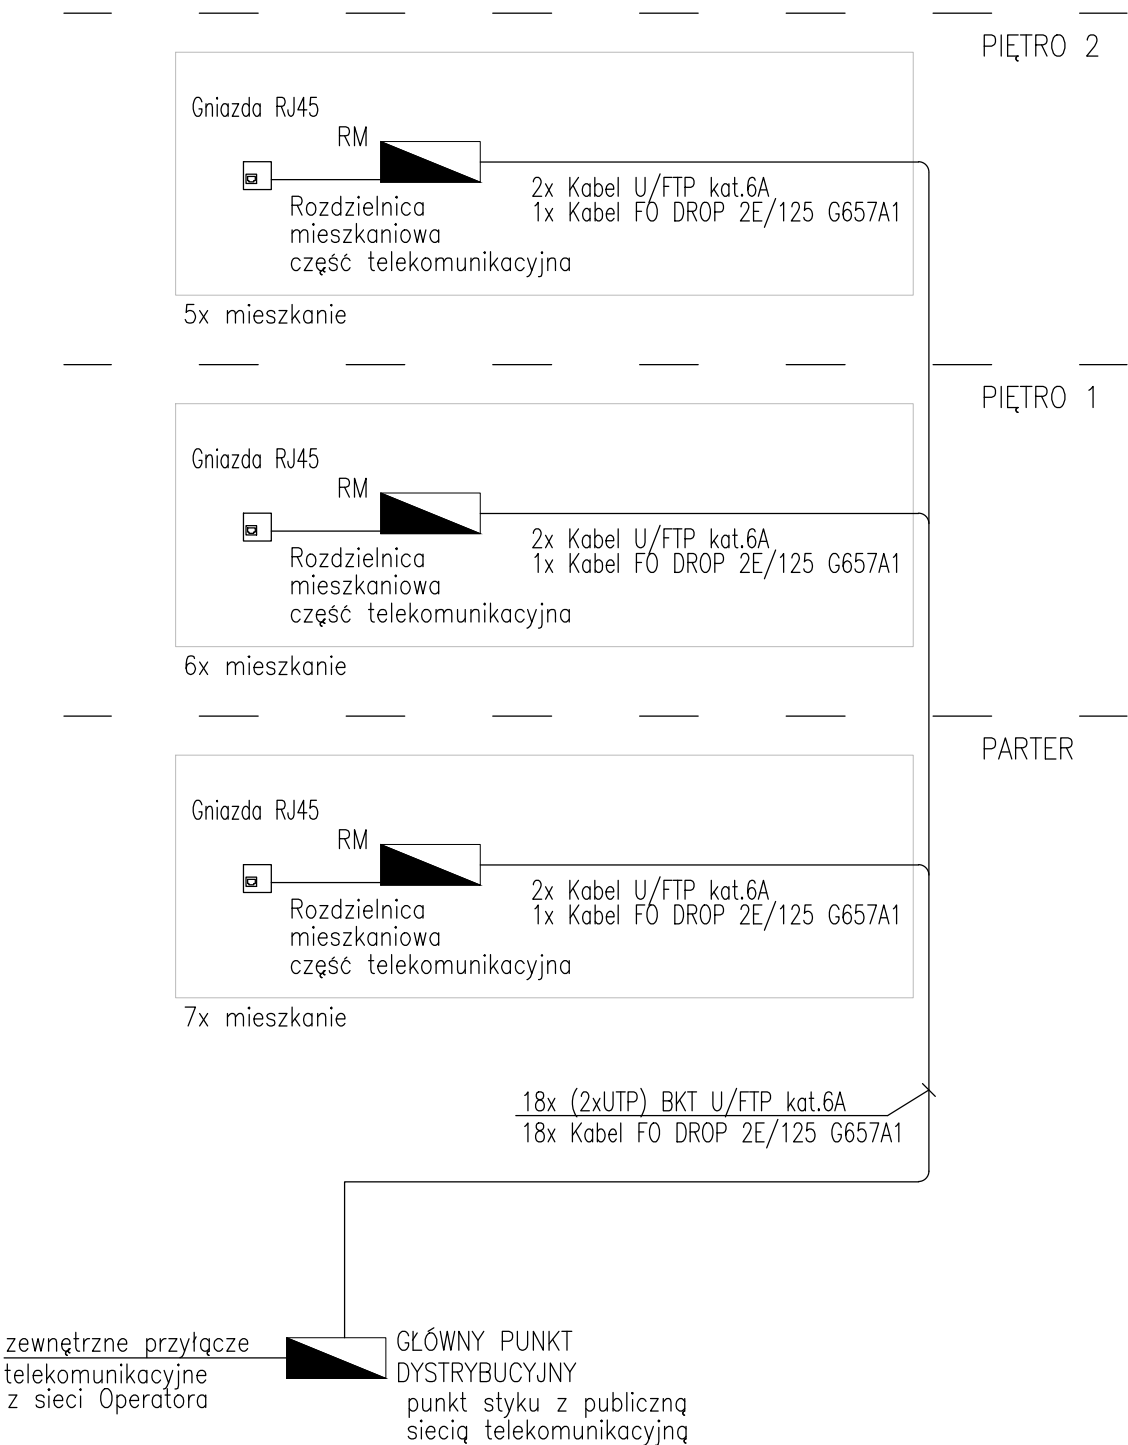 PIĘTRO 2
Gniazda RJ45
RM
2x Kabel U/FTP kat.6A
1x Kabel FO DROP 2E/125 G657A1
Rozdzielnica
mieszkaniowa
część telekomunikacyjna
5x mieszkanie
PIĘTRO 1
Gniazda RJ45
RM
2x Kabel U/FTP kat.6A
1x Kabel FO DROP 2E/125 G657A1
Rozdzielnica
mieszkaniowa
część telekomunikacyjna
6x mieszkanie
PARTER
Gniazda RJ45
RM
2x Kabel U/FTP kat.6A
1x Kabel FO DROP 2E/125 G657A1
Rozdzielnica
mieszkaniowa
część telekomunikacyjna
7x mieszkanie
18x (2xUTP) BKT U/FTP kat.6A
18x Kabel FO DROP 2E/125 G657A1
zewnętrzne przyłącze
telekomunikacyjne
z sieci Operatora
GŁÓWNY PUNKT
DYSTRYBUCYJNY
punkt styku z publiczną
siecią telekomunikacyjną